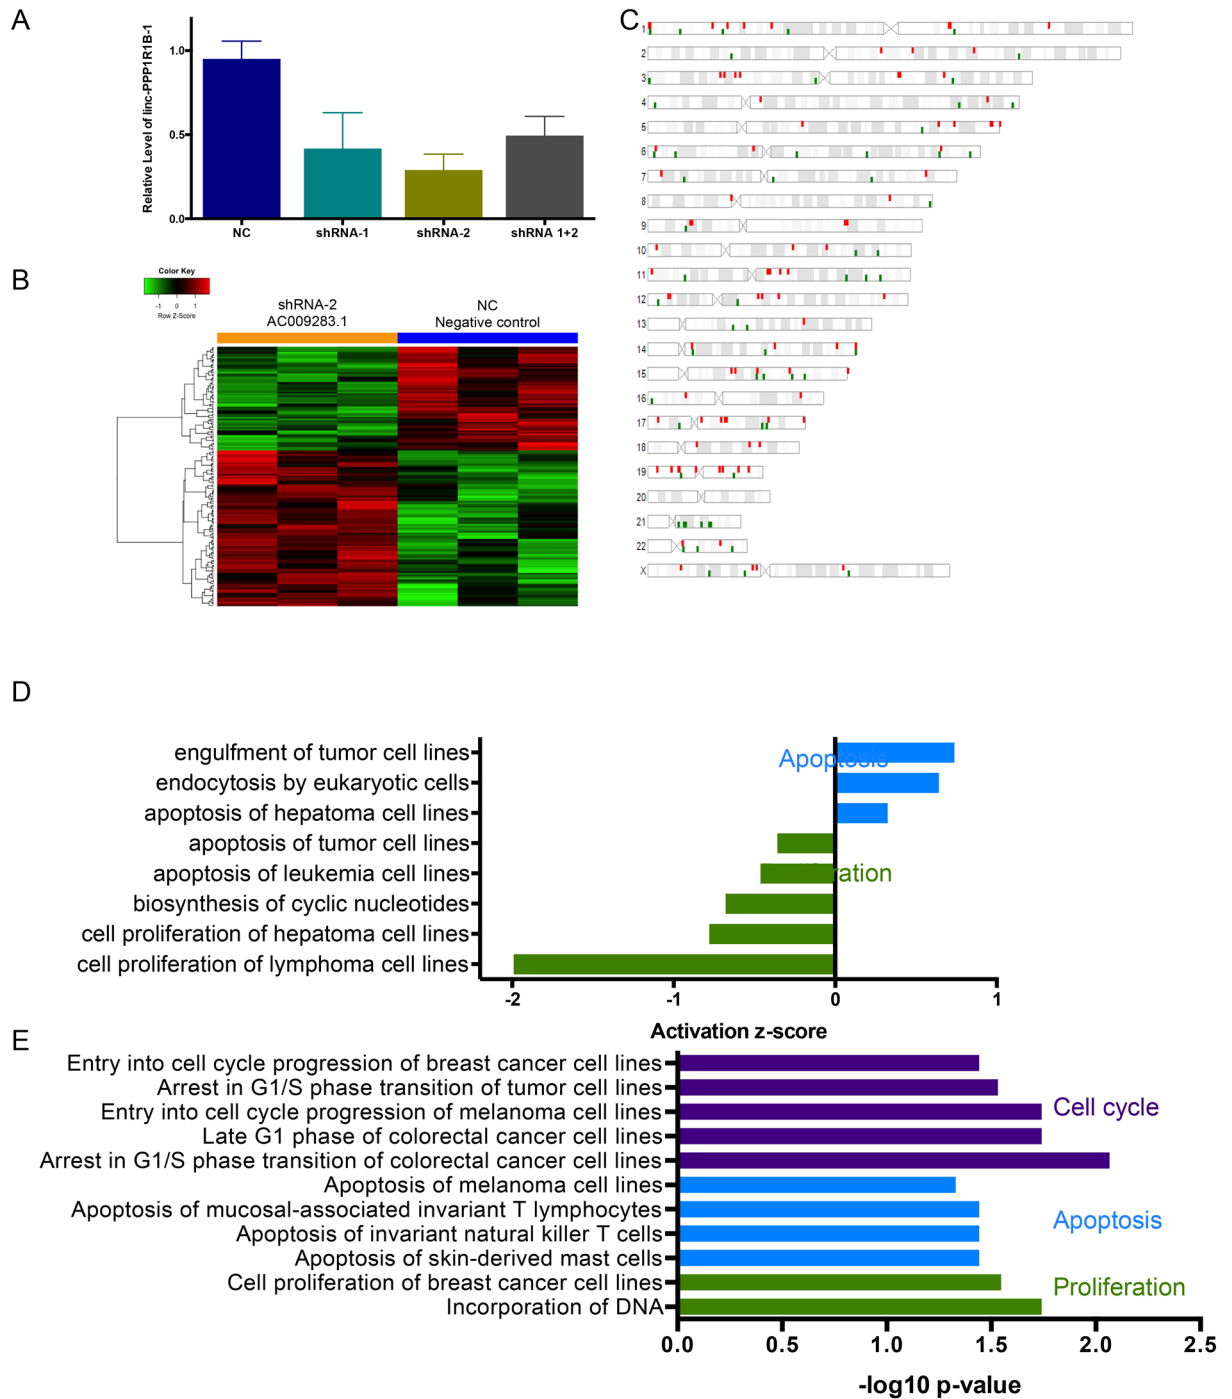 A
Relative Level of linc-PPP1R1B-1
1.0
0.5
0.0
NC
shRNA-1
shRNA-2
shRNA 1+2
B
Color Key
-1 0 1
Row Z-Score
shRNA-2
AC009283.1
NC
Negative control
C
1
2
3
4
5
6
7
8
9
10
11
12
13
14
15
16
17
18
19
20
21
22
X
D
engulfment of tumor cell lines
endocytosis by eukaryotic cells
apoptosis of hepatoma cell lines
apoptosis of tumor cell lines
apoptosis of leukemia cell lines
biosynthesis of cyclic nucleotides
cell proliferation of hepatoma cell lines
cell proliferation of lymphoma cell lines
Apoptosis
ration
-2 -1 0 1
Activation z-score
E
Entry into cell cycle progression of breast cancer cell lines
Arrest in G1/S phase transition of tumor cell lines
Entry into cell cycle progression of melanoma cell lines
Late G1 phase of colorectal cancer cell lines
Arrest in G1/S phase transition of colorectal cancer cell lines
Apoptosis of melanoma cell lines
Apoptosis of mucosal-associated invariant T lymphocytes
Apoptosis of invariant natural killer T cells
Apoptosis of skin-derived mast cells
Cell proliferation of breast cancer cell lines
Incorporation of DNA
Cell cycle
Apoptosis
Proliferation
0.0 0.5 1.0 1.5 2.0 2.5
-log10 p-value